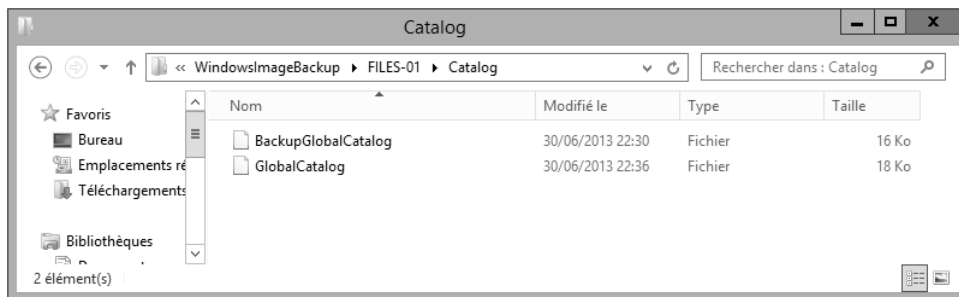 Catalog
« WindowsImageBackup ▸ FILES-01 ▸ Catalog
Rechercher dans : Catalog
Favoris
Bureau
Emplacements ré
Téléchargements
Bibliothèques
Nom Modifié le Type Taille
BackupGlobalCatalog 30/06/2013 22:30 Fichier 16 Ko
GlobalCatalog 30/06/2013 22:36 Fichier 18 Ko
2 élément(s)